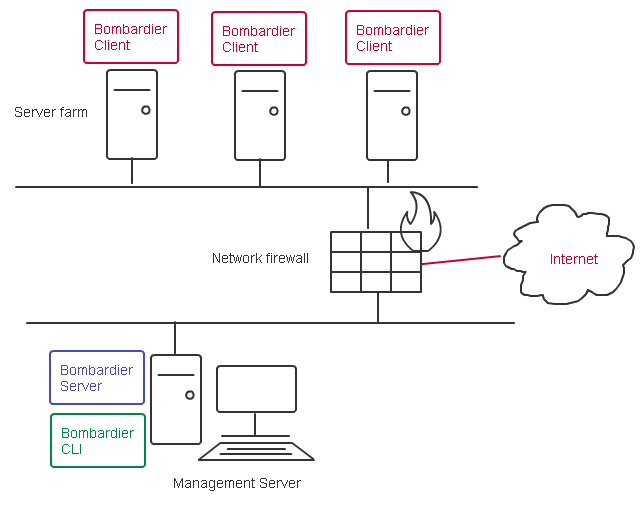 Bombardier
Client
Bombardier
Client
Bombardier
Client
Server farm
Network firewall
Internet
Bombardier
Server
Bombardier
CLI
Management Server